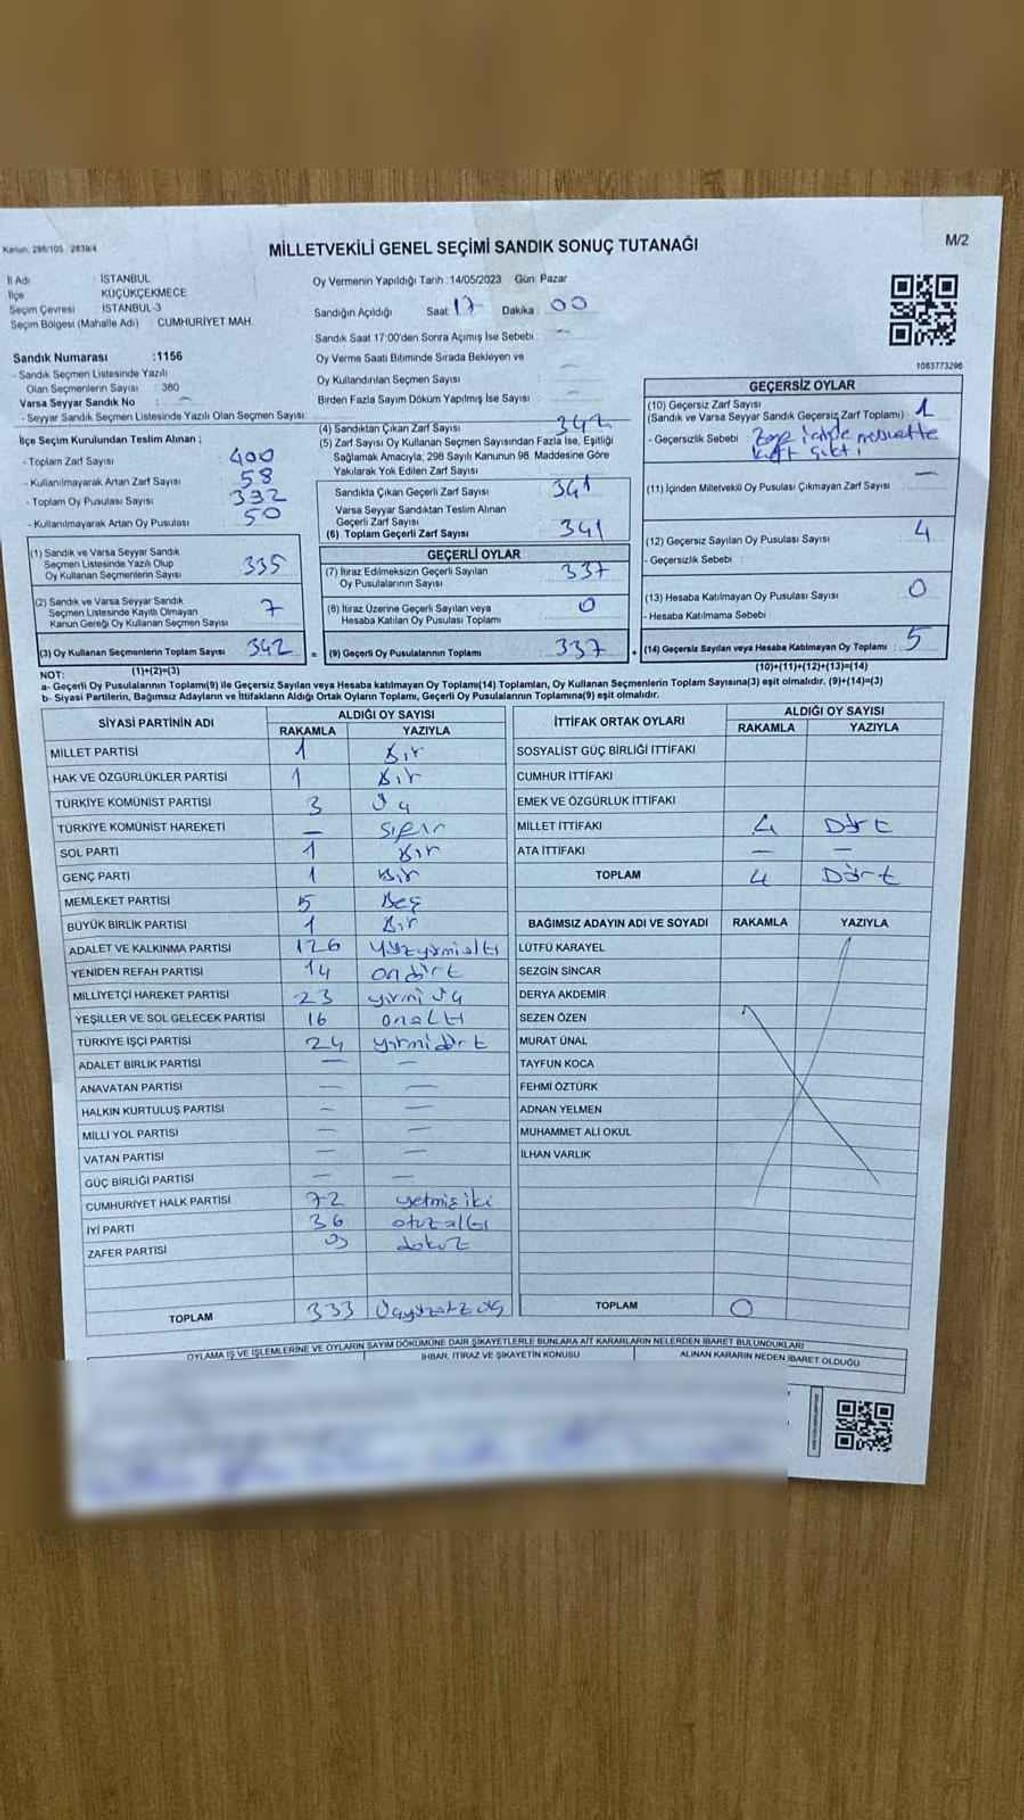 Kanun: 298/105 2839/4
MİLLETVEKİLİ GENEL SEÇİMİ SANDIK SONUÇ TUTANAĞI
M/2
İl Adı : İSTANBUL
İlçe : KÜÇÜKÇEKMECE
Seçim Çevresi : İSTANBUL-3
Seçim Bölgesi (Mahalle Adı) : CUMHURİYET MAH.
Oy Vermenin Yapıldığı Tarih :14/05/2023 Gün: Pazar
Sandığın Açıldığı Saat : 17 Dakika : 00
Sandık Saat 17:00'den Sonra Açımış İse Sebebi : —
Oy Verme Saati Bitiminde Sırada Bekleyen ve
Oy Kullandırılan Seçmen Sayısı : —
Birden Fazla Sayım Döküm Yapılmış İse Sayısı : —
Sandık Numarası :1156
- Sandık Seçmen Listesinde Yazılı
Olan Seçmenlerin Sayısı : 380
Varsa Seyyar Sandık No : —
- Seyyar Sandık Seçmen Listesinde Yazılı Olan Seçmen Sayısı:
İlçe Seçim Kurulundan Teslim Alınan ;
- Toplam Zarf Sayısı : 400
- Kullanılmayarak Artan Zarf Sayısı : 58
- Toplam Oy Pusulası Sayısı : 332
- Kullanılmayarak Artan Oy Pusulası : 50
(1) Sandık ve Varsa Seyyar Sandık
Seçmen Listesinde Yazılı Olup
Oy Kullanan Seçmenlerin Sayısı : 335
(2) Sandık ve Varsa Seyyar Sandık
Seçmen Listesinde Kayıtlı Olmayan
Kanun Gereği Oy Kullanan Seçmen Sayısı : 7
(3) Oy Kullanan Seçmenlerin Toplam Sayısı : 342
(1)+(2)=(3)
(4) Sandıktan Çıkan Zarf Sayısı : 342
(5) Zarf Sayısı Oy Kullanan Seçmen Sayısından Fazla İse, Eşitliği
Sağlamak Amacıyla, 298 Sayılı Kanunun 98. Maddesine Göre
Yakılarak Yok Edilen Zarf Sayısı :
Sandıkta Çıkan Geçerli Zarf Sayısı : 341
Varsa Seyyar Sandıktan Teslim Alınan
Geçerli Zarf Sayısı :
(6) Toplam Geçerli Zarf Sayısı : 341
GEÇERLİ OYLAR
(7) İtiraz Edilmeksizin Geçerli Sayılan
Oy Pusulalarının Sayısı : 337
(8) İtiraz Üzerine Geçerli Sayılan veya
Hesaba Katılan Oy Pusulası Toplamı : 0
= (9) Geçerli Oy Pusulalarının Toplamı : 337
1083773296
GEÇERSİZ OYLAR
(10) Geçersiz Zarf Sayısı
(Sandık ve Varsa Seyyar Sandık Geçersiz Zarf Toplamı) : 1
- Geçersizlik Sebebi : çıktı
(11) İçinden Milletvekili Oy Pusulası Çıkmayan Zarf Sayısı : —
(12) Geçersiz Sayılan Oy Pusulası Sayısı : 4
- Geçersizlik Sebebi :
(13) Hesaba Katılmayan Oy Pusulası Sayısı : 0
- Hesaba Katılmama Sebebi :
+ (14) Geçersiz Sayılan veya Hesaba Katılmayan Oy Toplamı : 5
(10)+(11)+(12)+(13)=(14)
NOT:
a- Geçerli Oy Pusulalarının Toplamı(9) ile Geçersiz Sayılan veya Hesaba katılmayan Oy Toplamı(14) Toplamları, Oy Kullanan Seçmenlerin Toplam Sayısına(3) eşit olmalıdır. (9)+(14)=(3)
b- Siyasi Partilerin, Bağımsız Adayların ve İttifakların Aldığı Ortak Oyların Toplamı, Geçerli Oy Pusulalarının Toplamına(9) eşit olmalıdır.
SİYASİ PARTİNİN ADI ALDIĞI OY SAYISI
RAKAMLA YAZIYLA
MİLLET PARTİSİ 1 Bir
HAK VE ÖZGÜRLÜKLER PARTİSİ 1 Bir
TÜRKİYE KOMÜNİST PARTİSİ 3 Üç
TÜRKİYE KOMÜNİST HAREKETİ — Sıfır
SOL PARTİ 1 Bir
GENÇ PARTİ 1 Bir
MEMLEKET PARTİSİ 5 Beş
BÜYÜK BİRLİK PARTİSİ 1 Bir
ADALET VE KALKINMA PARTİSİ 126 Yüzyirmialtı
YENİDEN REFAH PARTİSİ 14 ondört
MİLLİYETÇİ HAREKET PARTİSİ 23 yirmi üç
YEŞİLLER VE SOL GELECEK PARTİSİ 16 onaltı
TÜRKİYE İŞÇİ PARTİSİ 24 yirmidört
ADALET BİRLİK PARTİSİ — —
ANAVATAN PARTİSİ — —
HALKIN KURTULUŞ PARTİSİ — —
MİLLİ YOL PARTİSİ — —
VATAN PARTİSİ — —
GÜÇ BİRLİĞİ PARTİSİ — —
CUMHURİYET HALK PARTİSİ 72 yetmiş iki
İYİ PARTİ 36 otuz altı
ZAFER PARTİSİ 9 dokuz
TOPLAM 333 Üçyüzotuzüç
İTTİFAK ORTAK OYLARI ALDIĞI OY SAYISI
RAKAMLA YAZIYLA
SOSYALİST GÜÇ BİRLİĞİ İTTİFAKI
CUMHUR İTTİFAKI
EMEK VE ÖZGÜRLÜK İTTİFAKI
MİLLET İTTİFAKI 4 Dört
ATA İTTİFAKI — —
TOPLAM 4 Dört
BAĞIMSIZ ADAYIN ADI VE SOYADI RAKAMLA YAZIYLA
LÜTFÜ KARAYEL
SEZGİN SİNCAR
DERYA AKDEMİR
SEZEN ÖZEN
MURAT ÜNAL
TAYFUN KOCA
FEHMİ ÖZTÜRK
ADNAN YELMEN
MUHAMMET ALİ OKUL
İLHAN VARLIK
TOPLAM 0
OYLAMA İŞ VE İŞLEMLERİNE VE OYLARIN SAYIM DÖKÜMÜNE DAİR ŞİKAYETLERLE BUNLARA AİT KARARLARIN NELERDEN İBARET BULUNDUKLARI
İHBAR, İTİRAZ VE ŞİKAYETİN KONUSU ALINAN KARARIN NEDEN İBARET OLDUĞU